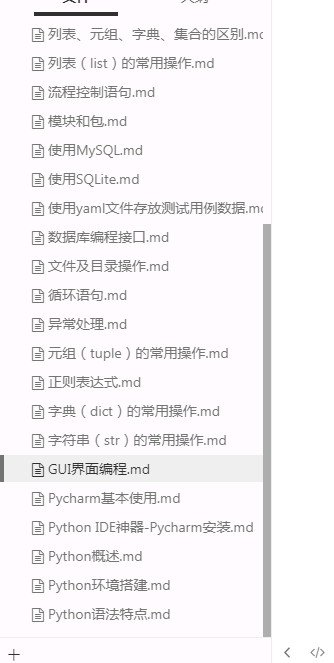 列表、元组、字典、集合的区别.mc
列表（list）的常用操作.md
流程控制语句.md
模块和包.md
使用MySQL.md
使用SQLite.md
使用yaml文件存放测试用例数据.mc
数据库编程接口.md
文件及目录操作.md
循环语句.md
异常处理.md
元组（tuple）的常用操作.md
正则表达式.md
字典（dict）的常用操作.md
字符串（str）的常用操作.md
GUI界面编程.md
Pycharm基本使用.md
Python IDE神器-Pycharm安装.md
Python概述.md
Python环境搭建.md
Python语法特点.md